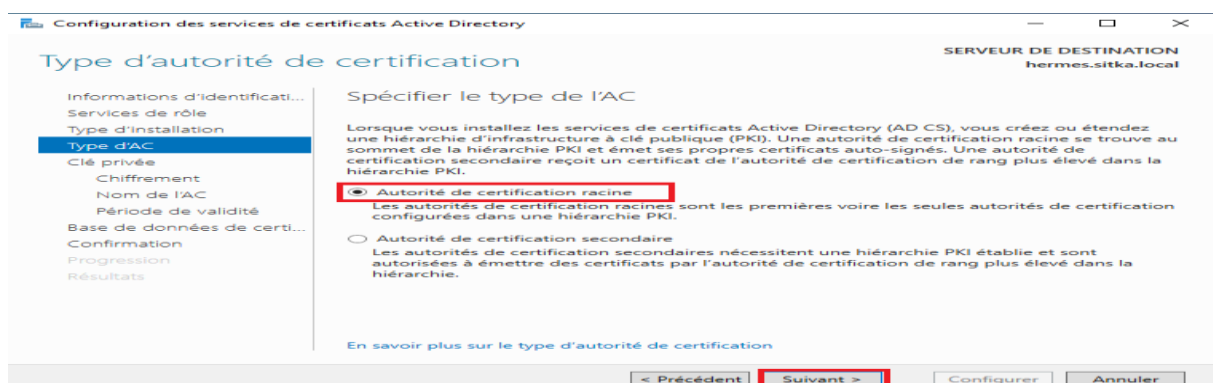 Configuration des services de certificats Active Directory
Type d'autorité de certification
SERVEUR DE DESTINATION
hermes.sitka.local
Informations d'identificati...
Services de rôle
Type d'installation
Type d'AC
Clé privée
Chiffrement
Nom de l'AC
Période de validité
Base de données de certi...
Confirmation
Progression
Résultats
Spécifier le type de l'AC
Lorsque vous installez les services de certificats Active Directory (AD CS), vous créez ou étendez
une hiérarchie d'infrastructure à clé publique (PKI). Une autorité de certification racine se trouve au
sommet de la hiérarchie PKI et émet ses propres certificats auto-signés. Une autorité de
certification secondaire reçoit un certificat de l'autorité de certification de rang plus élevé dans la
hiérarchie PKI.
Autorité de certification racine
Les autorités de certification racines sont les premières voire les seules autorités de certification
configurées dans une hiérarchie PKI.
Autorité de certification secondaire
Les autorités de certification secondaires nécessitent une hiérarchie PKI établie et sont
autorisées à émettre des certificats par l'autorité de certification de rang plus élevé dans la
hiérarchie.
En savoir plus sur le type d'autorité de certification
< Précédent
Suivant >
Configurer
Annuler